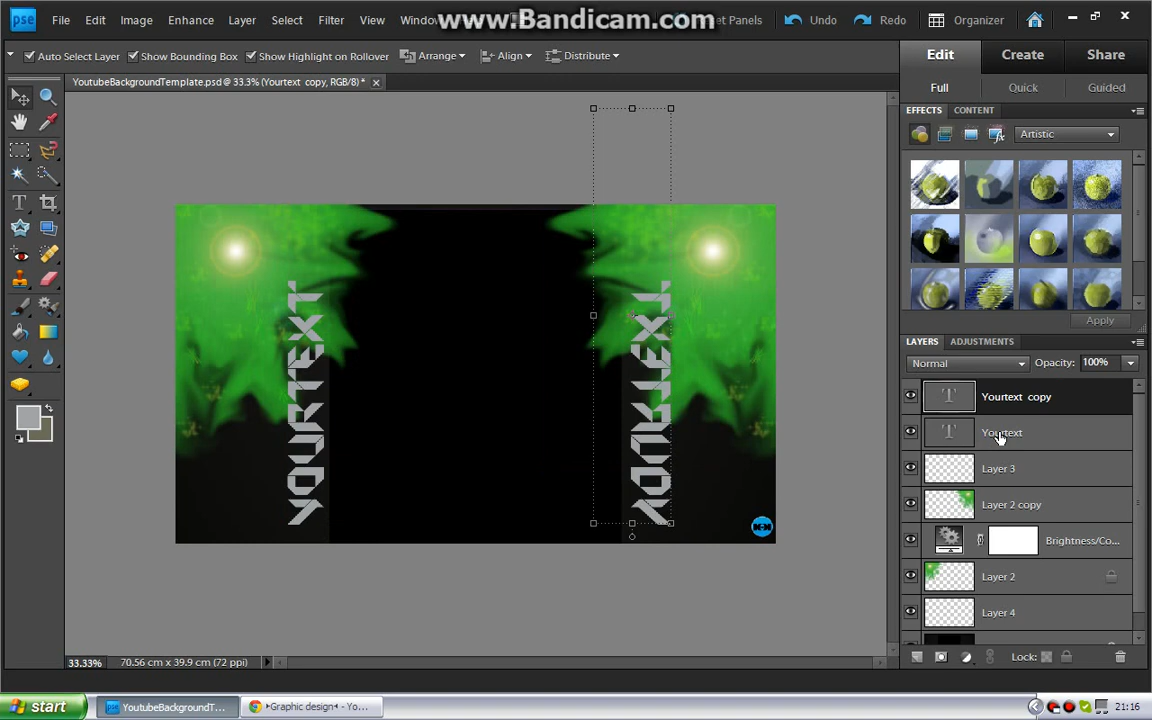 pse File Edit Image Enhance Layer Select Filter View Window
www.Bandicam.com
Undo Redo Organizer
Auto Select Layer Show Bounding Box Show Highlight on Rollover Arrange Align Distribute
Edit Create Share
YoutubeBackgroundTemplate.psd @ 33.3% (Yourtext copy, RGB/8) *
Full Quick Guided
EFFECTS CONTENT
Artistic
Apply
YOURTEXT
YOURTEXT
LAYERS ADJUSTMENTS
Normal Opacity: 100%
Yourtext copy
Yourtext
Layer 3
Layer 2 copy
Brightness/Co...
Layer 2
Layer 4
Lock:
33.33% 70.56 cm x 39.9 cm (72 ppi)
start pse YoutubeBackgroundT... ‣Graphic design◂ - Yo... 21:16